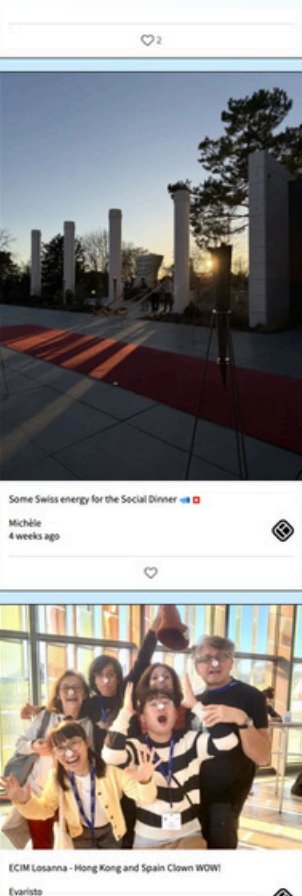 2
Some Swiss energy for the Social Dinner
Michèle
4 weeks ago
ECIM Losanna - Hong Kong and Spain Clown WOW!
Evaristo